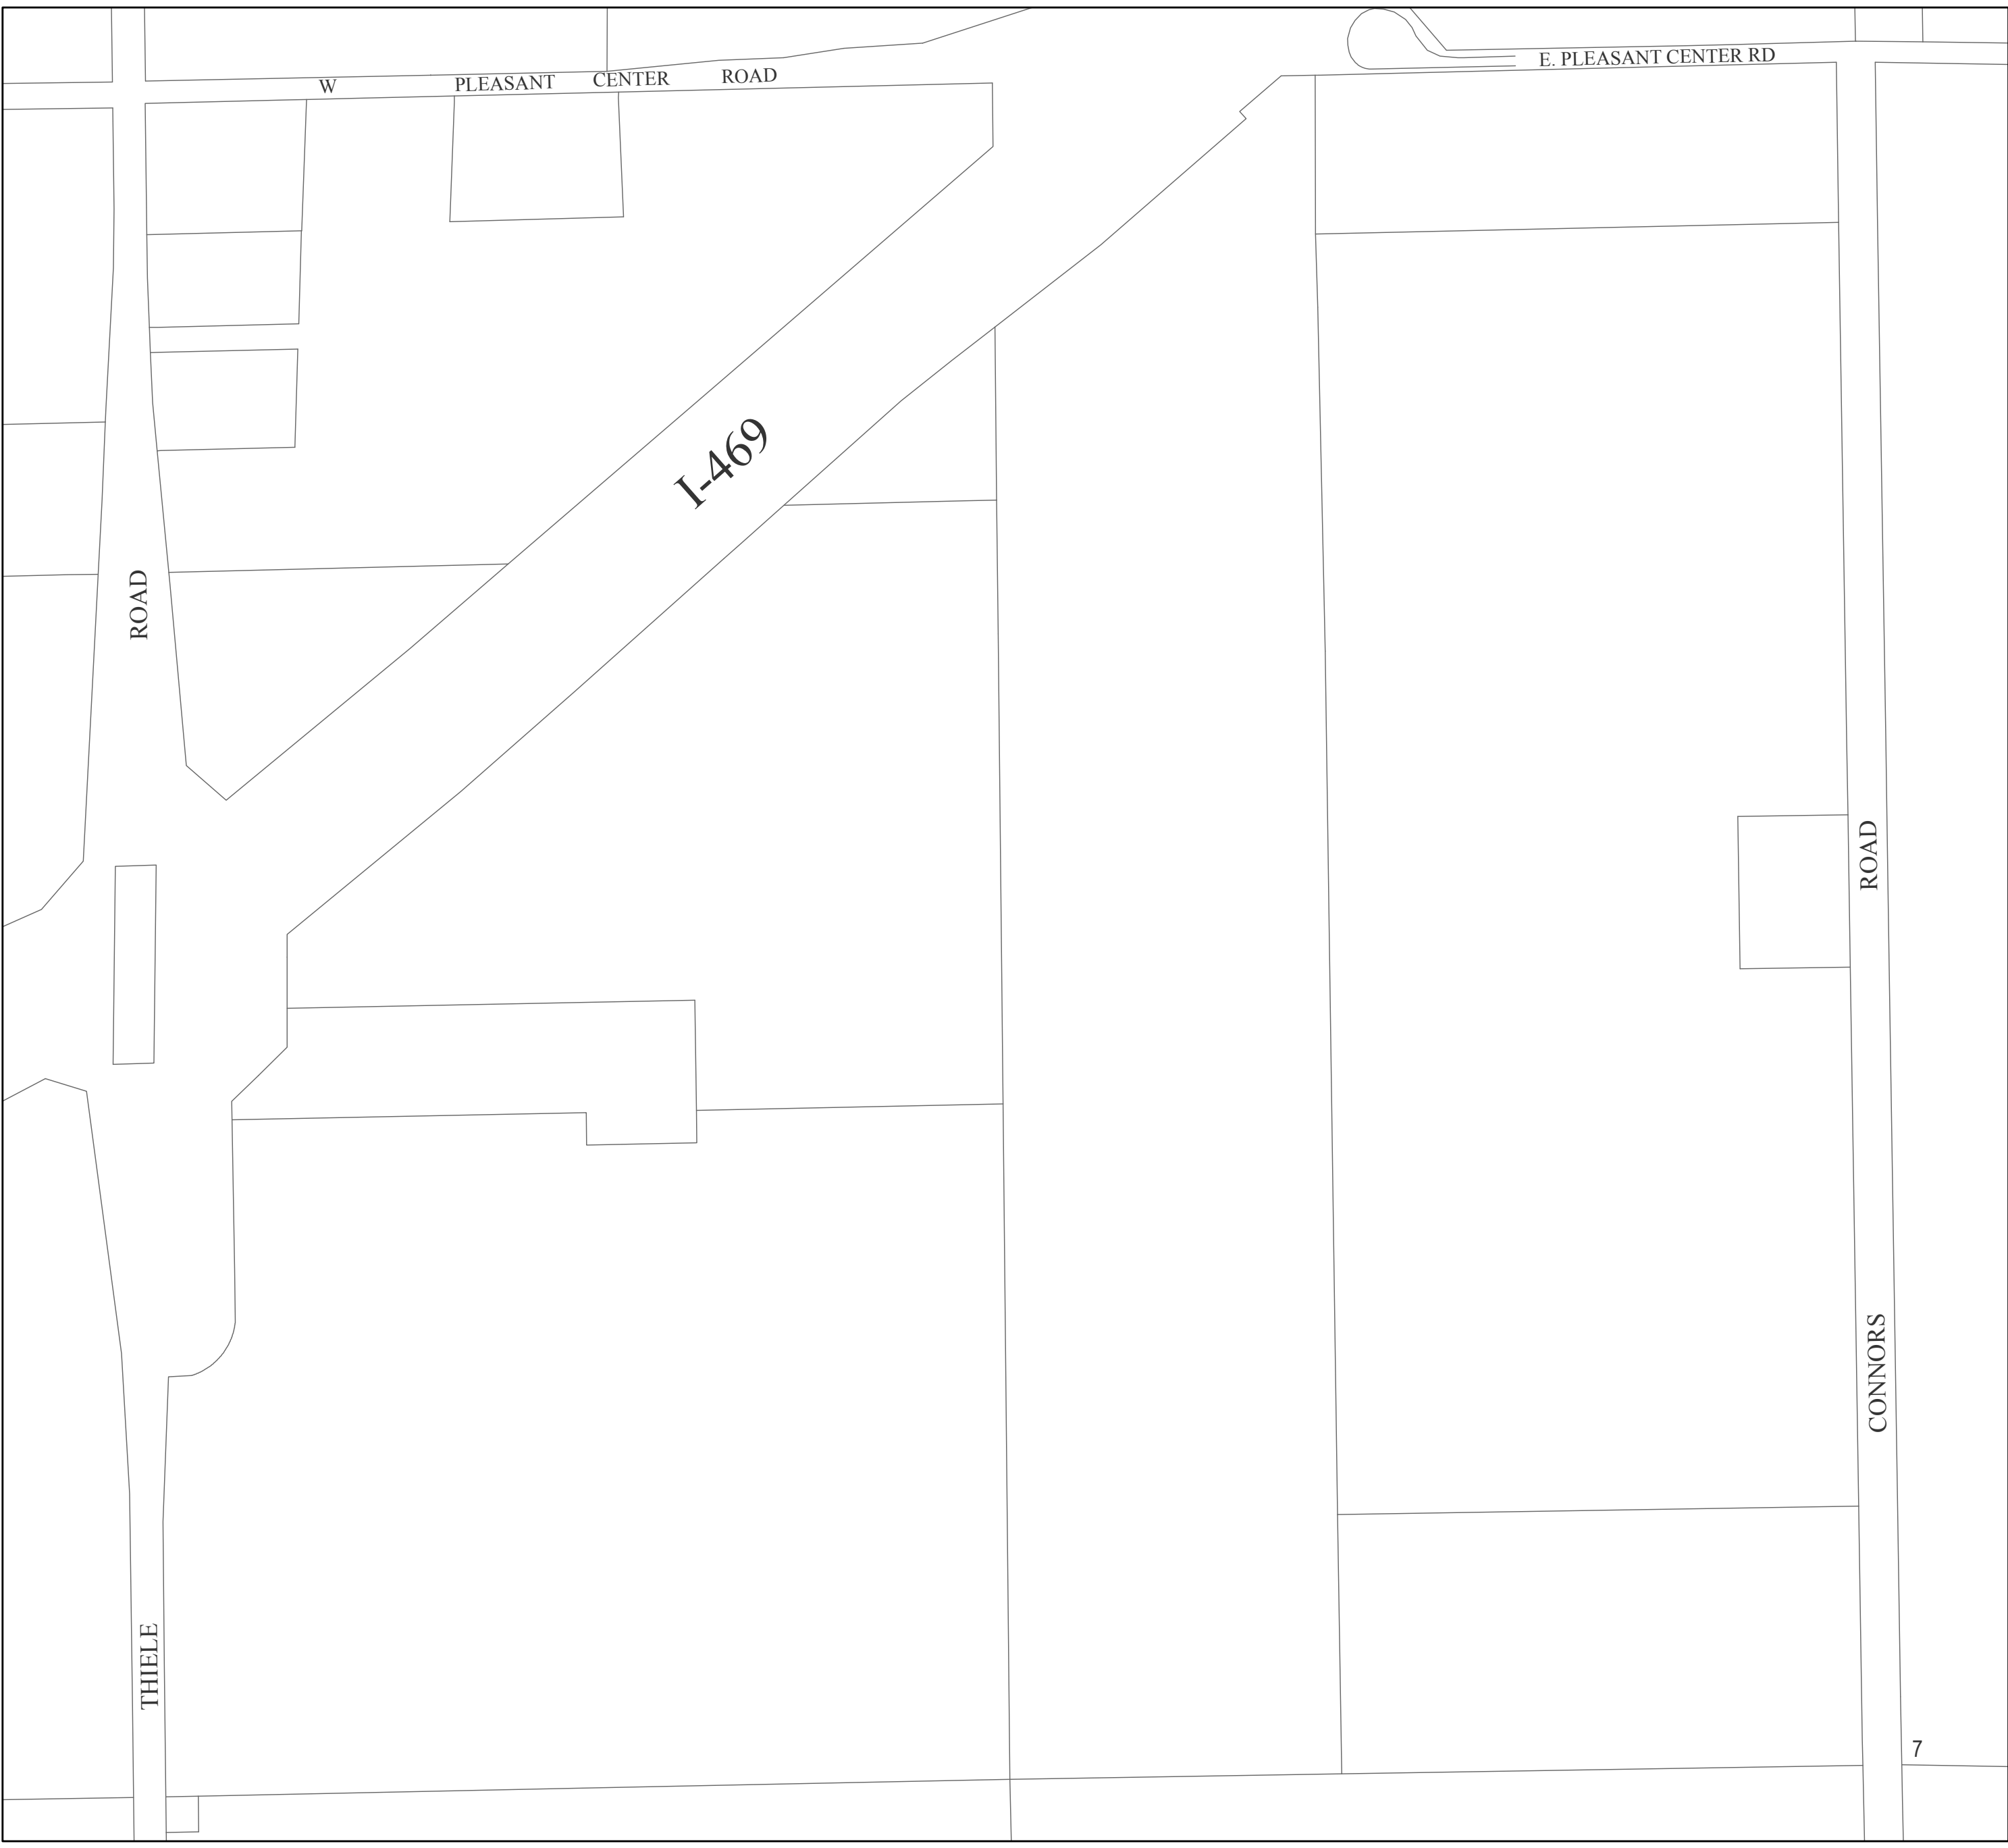 E. PLEASANT CENTER RD
W PLEASANT CENTER ROAD
I-469
THIELE ROAD
CONNORS ROAD
7